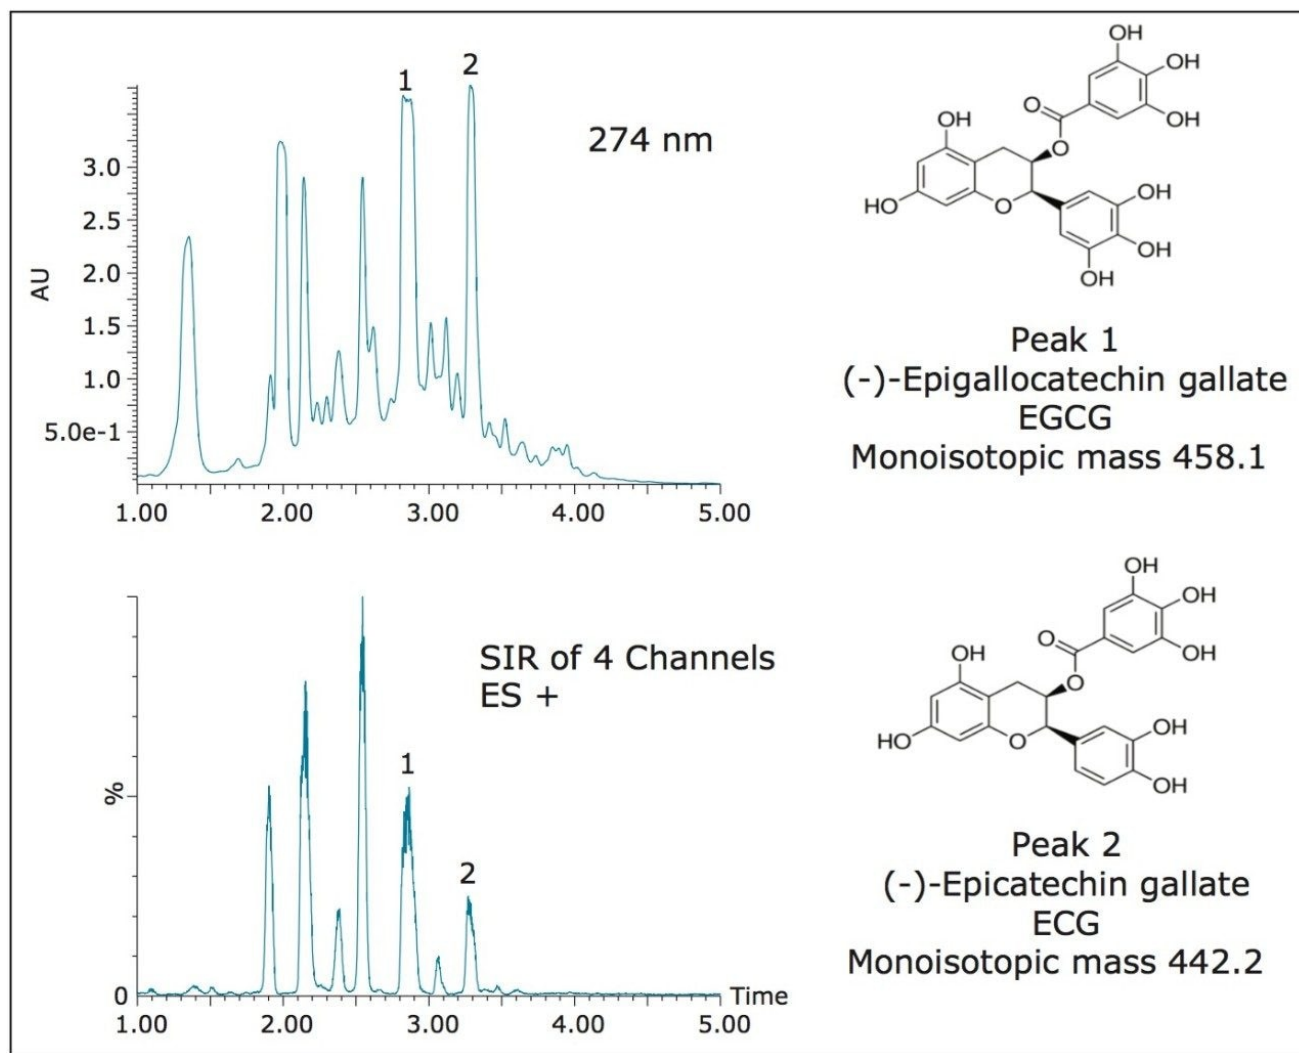 1
2
274 nm
AU
3.0
2.5
2.0
1.5
1.0
5.0e-1
1.00 2.00 3.00 4.00 5.00
OH
OH
OH
O
O
OH
HO
O
OH
OH
OH
Peak 1
(-)-Epigallocatechin gallate
EGCG
Monoisotopic mass 458.1
SIR of 4 Channels
ES +
1
2
%
0
Time
1.00 2.00 3.00 4.00 5.00
OH
OH
OH
O
O
OH
HO
O
OH
OH
Peak 2
(-)-Epicatechin gallate
ECG
Monoisotopic mass 442.2